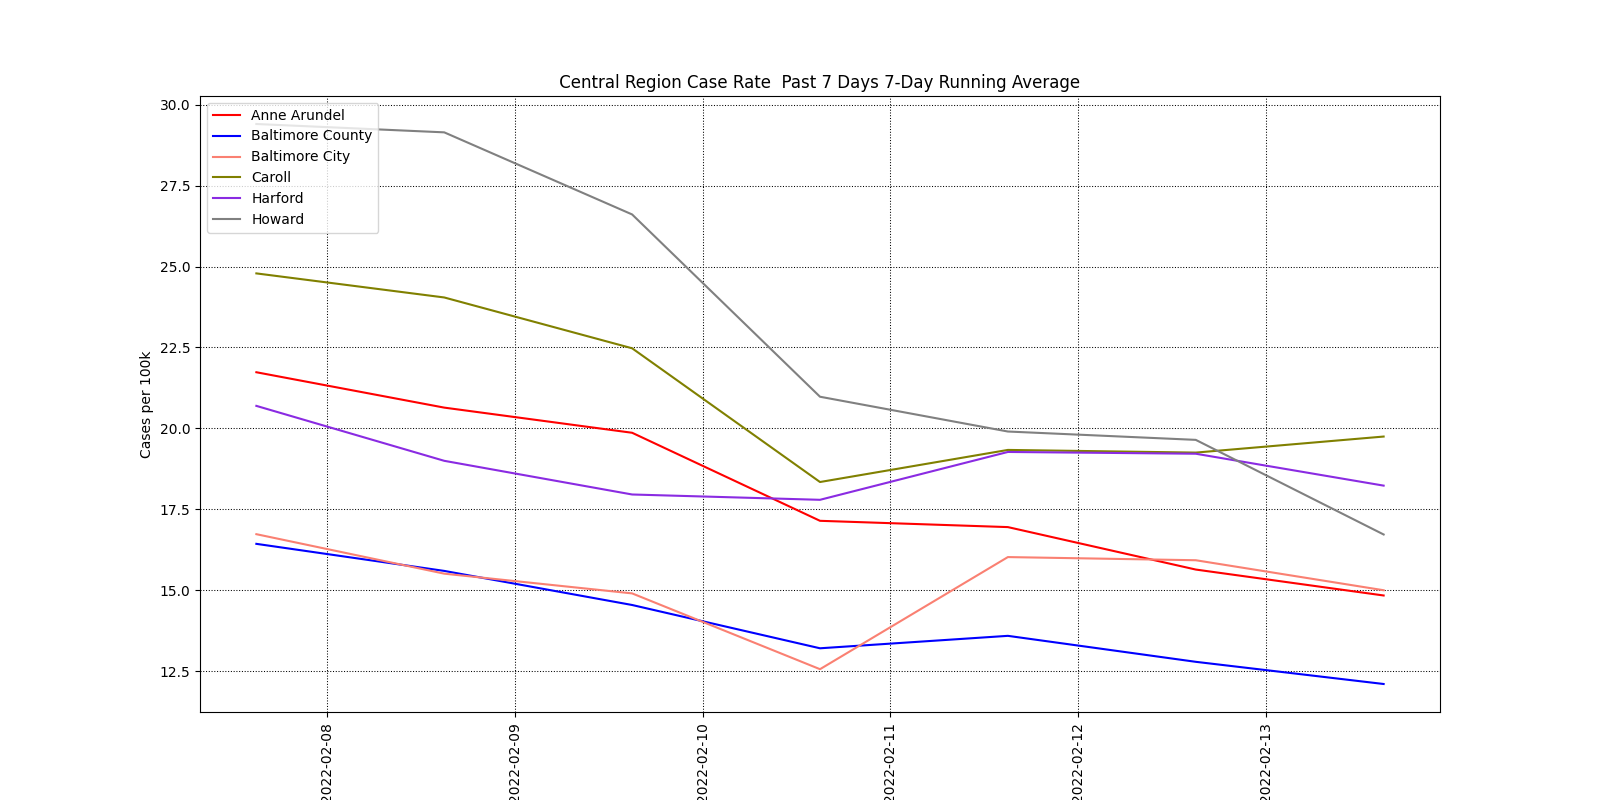 Central Region Case Rate  Past 7 Days 7-Day Running Average
30.0
27.5
25.0
22.5
20.0
17.5
15.0
12.5
Cases per 100k
Anne Arundel
Baltimore County
Baltimore City
Caroll
Harford
Howard
2022-02-08
2022-02-09
2022-02-10
2022-02-11
2022-02-12
2022-02-13